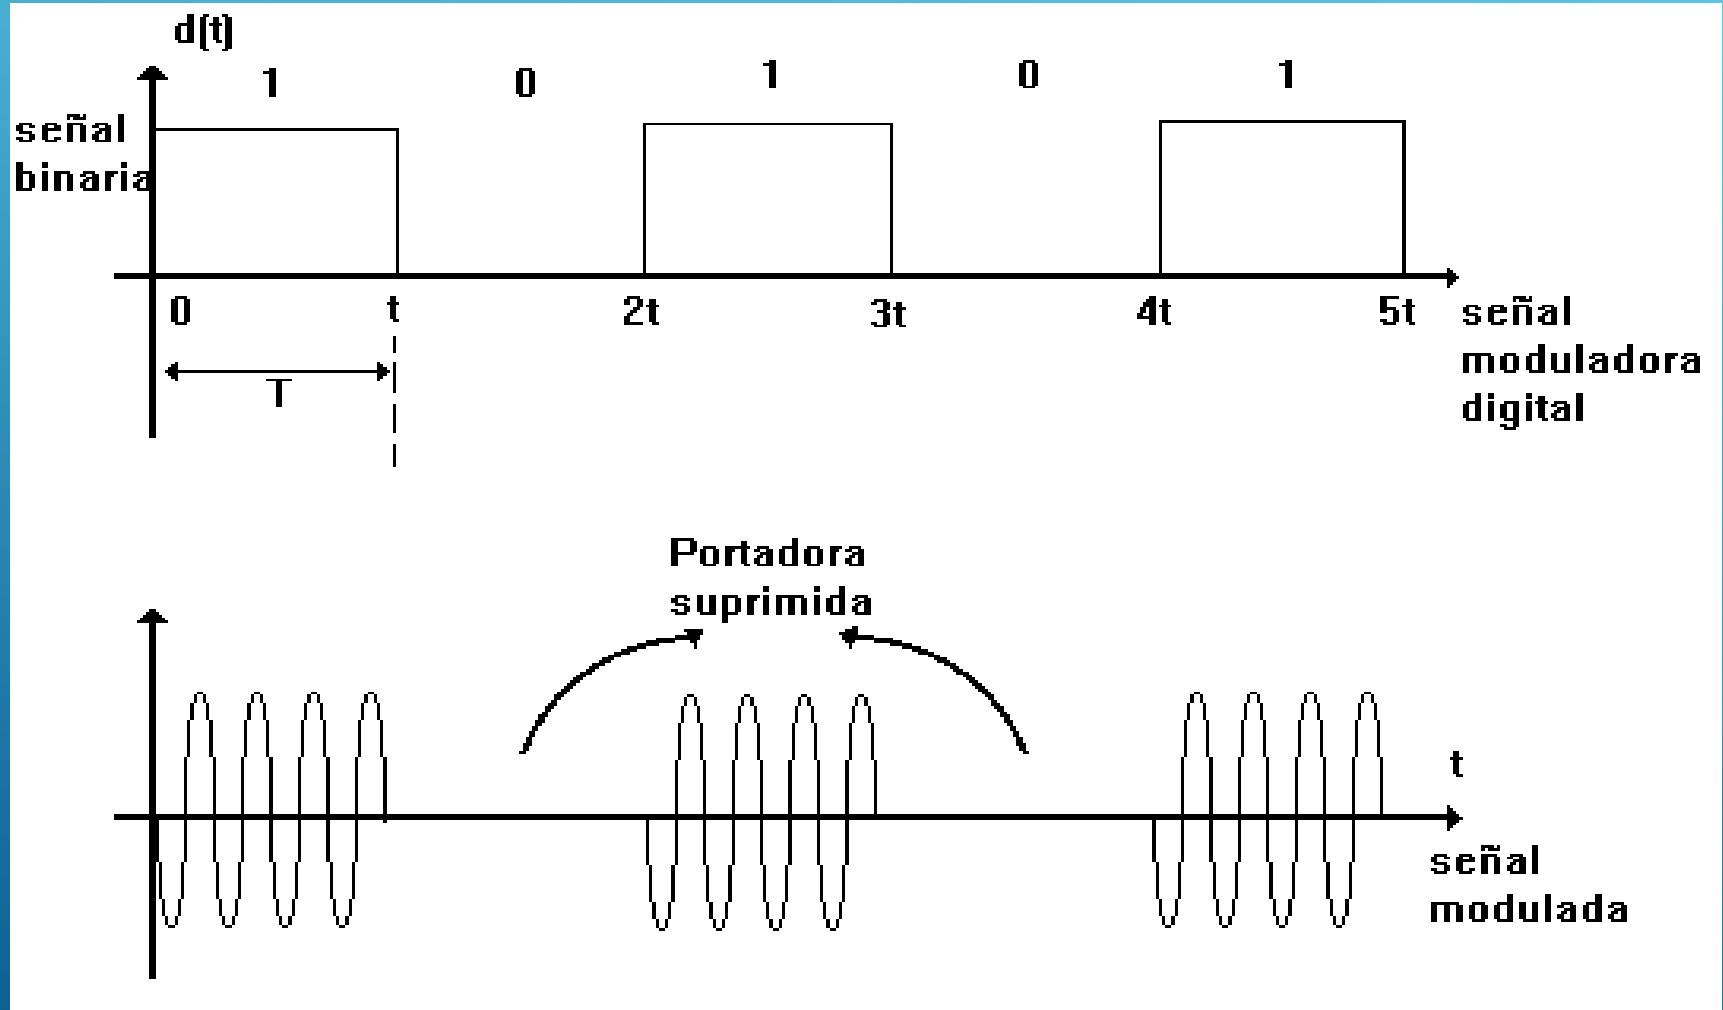 d(t)
1 0 1 0 1
señal
binaria
0 t 2t 3t 4t 5t
señal
moduladora
digital
T
Portadora
suprimida
t
señal
modulada